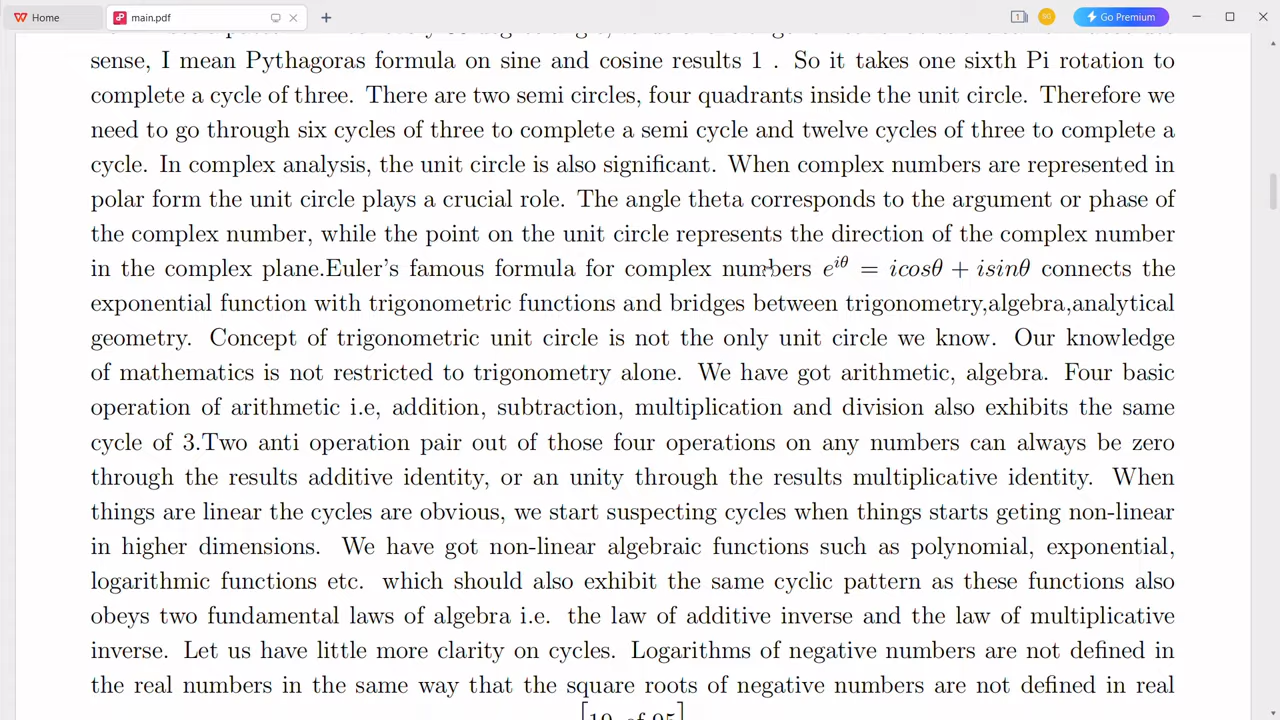 Home
main.pdf
1
Go Premium
sense, I mean Pythagoras formula on sine and cosine results 1 . So it takes one sixth Pi rotation to
complete a cycle of three. There are two semi circles, four quadrants inside the unit circle. Therefore we
need to go through six cycles of three to complete a semi cycle and twelve cycles of three to complete a
cycle. In complex analysis, the unit circle is also significant. When complex numbers are represented in
polar form the unit circle plays a crucial role. The angle theta corresponds to the argument or phase of
the complex number, while the point on the unit circle represents the direction of the complex number
in the complex plane.Euler's famous formula for complex numbers e^{iθ} = icosθ + isinθ connects the
exponential function with trigonometric functions and bridges between trigonometry,algebra,analytical
geometry. Concept of trigonometric unit circle is not the only unit circle we know. Our knowledge
of mathematics is not restricted to trigonometry alone. We have got arithmetic, algebra. Four basic
operation of arithmetic i.e, addition, subtraction, multiplication and division also exhibits the same
cycle of 3.Two anti operation pair out of those four operations on any numbers can always be zero
through the results additive identity, or an unity through the results multiplicative identity. When
things are linear the cycles are obvious, we start suspecting cycles when things starts geting non-linear
in higher dimensions. We have got non-linear algebraic functions such as polynomial, exponential,
logarithmic functions etc. which should also exhibit the same cyclic pattern as these functions also
obeys two fundamental laws of algebra i.e. the law of additive inverse and the law of multiplicative
inverse. Let us have little more clarity on cycles. Logarithms of negative numbers are not defined in
the real numbers in the same way that the square roots of negative numbers are not defined in real